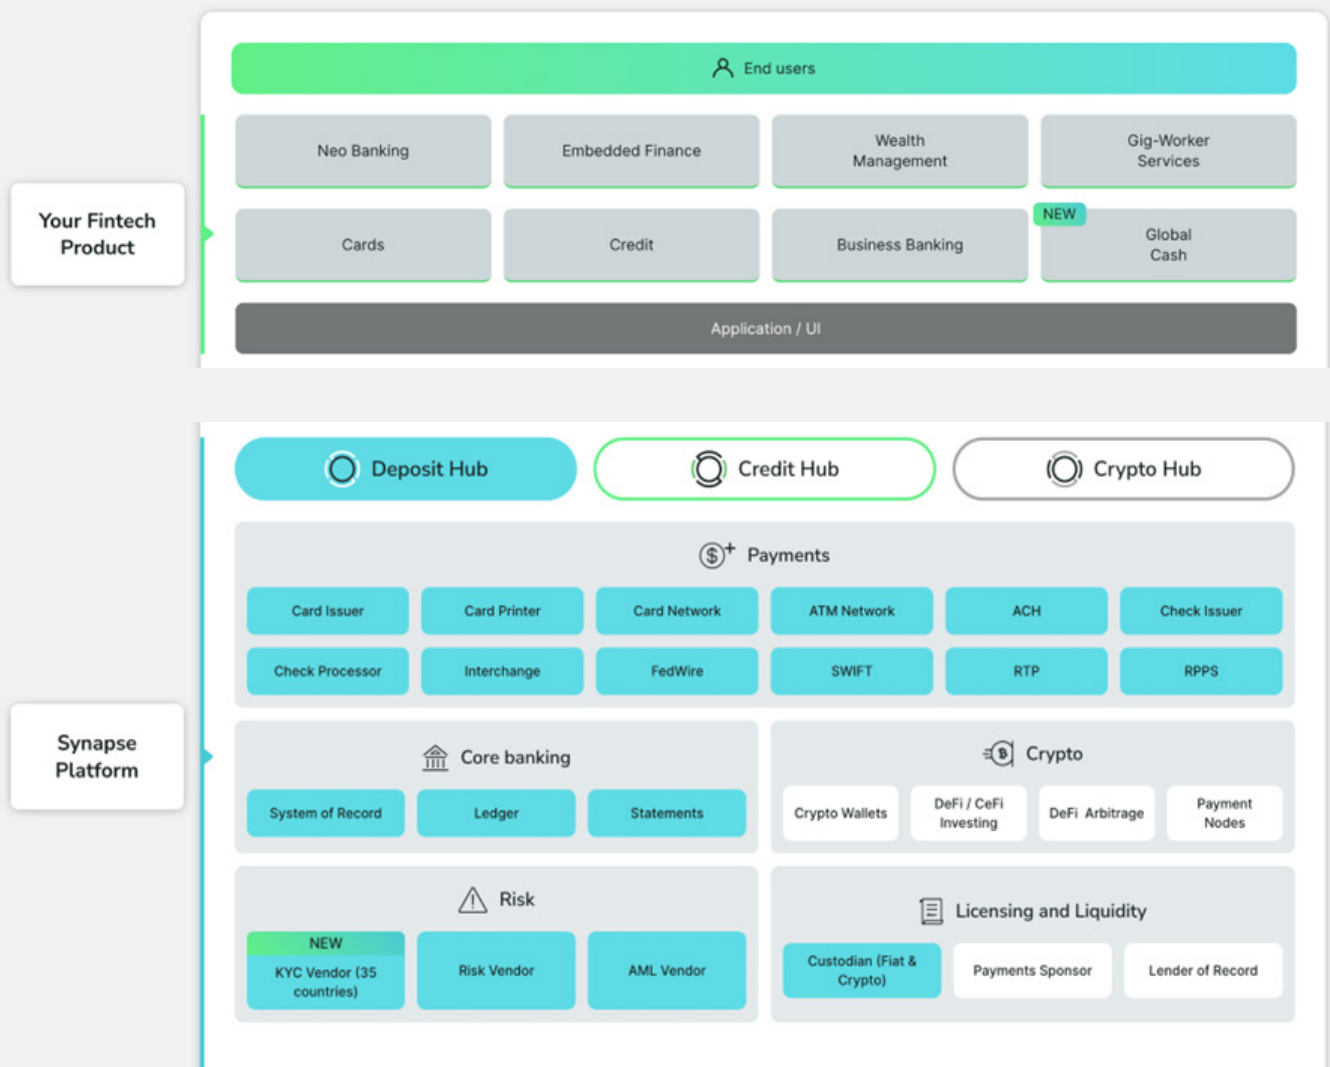 End users
Neo Banking
Embedded Finance
Wealth
Management
Gig-Worker
Services
Your Fintech
Product
Cards
Credit
Business Banking
NEW
Global
Cash
Application / UI
Deposit Hub
Credit Hub
Crypto Hub
Payments
Card Issuer
Card Printer
Card Network
ATM Network
ACH
Check Issuer
Check Processor
Interchange
FedWire
SWIFT
RTP
RPPS
Synapse
Platform
Core banking
System of Record
Ledger
Statements
Crypto
Crypto Wallets
DeFi / CeFi
Investing
DeFi Arbitrage
Payment
Nodes
Risk
NEW
KYC Vendor (35
countries)
Risk Vendor
AML Vendor
Licensing and Liquidity
Custodian (Fiat &
Crypto)
Payments Sponsor
Lender of Record